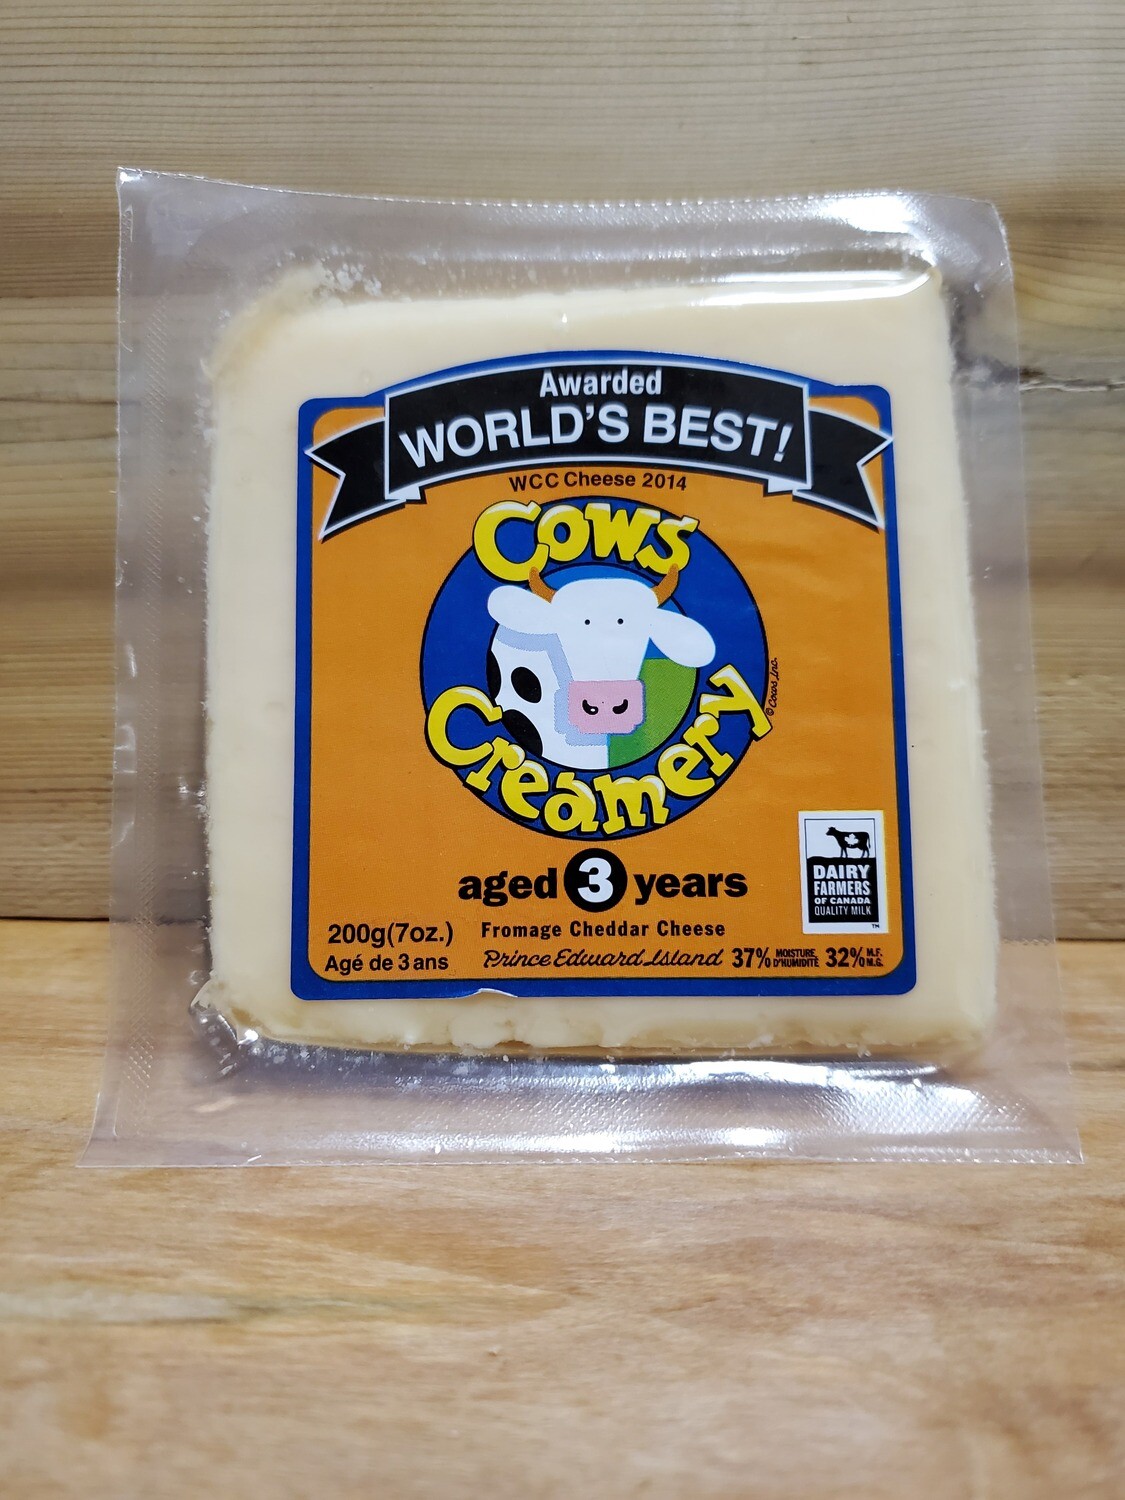 Awarded
WORLD'S BEST!
WCC Cheese 2014
Cows
Creamery
© Cows Inc.
aged 3 years
DAIRY
FARMERS
OF CANADA
QUALITY MILK
TM
200g(7oz.) Fromage Cheddar Cheese
Agé de 3 ans Prince Edward Island 37% MOISTURE D'HUMIDITÉ 32% M.F. M.G.